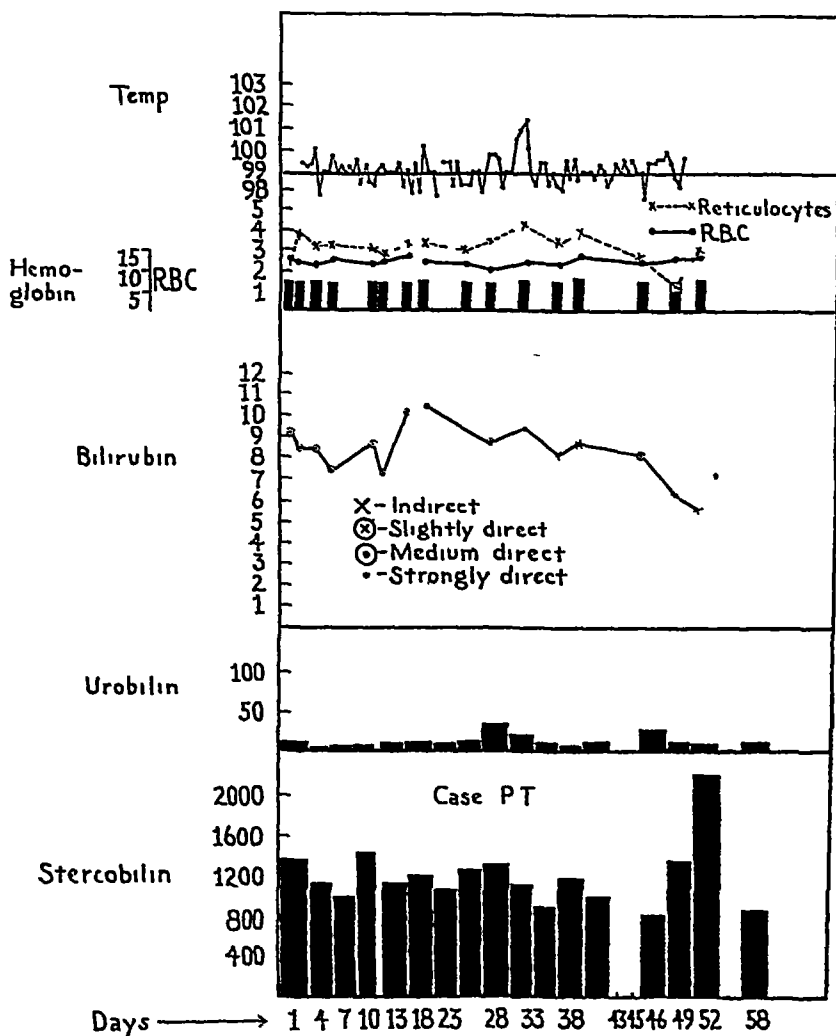 Temp
103
102
101
100
99
98
5
4
3
2
1
x----x Reticulocytes
•——• R.B.C
Hemo-
globin
15
10
5
RBC
Bilirubin
12
11
10
9
8
7
6
5
4
3
2
1
X - Indirect
ⓧ - Slightly direct
⊙ - Medium direct
• - Strongly direct
Urobilin
100
50
Case PT
Stercobilin
2000
1600
1200
800
400
Days 1 4 7 10 13 18 23 28 33 38 43 45 46 49 52 58